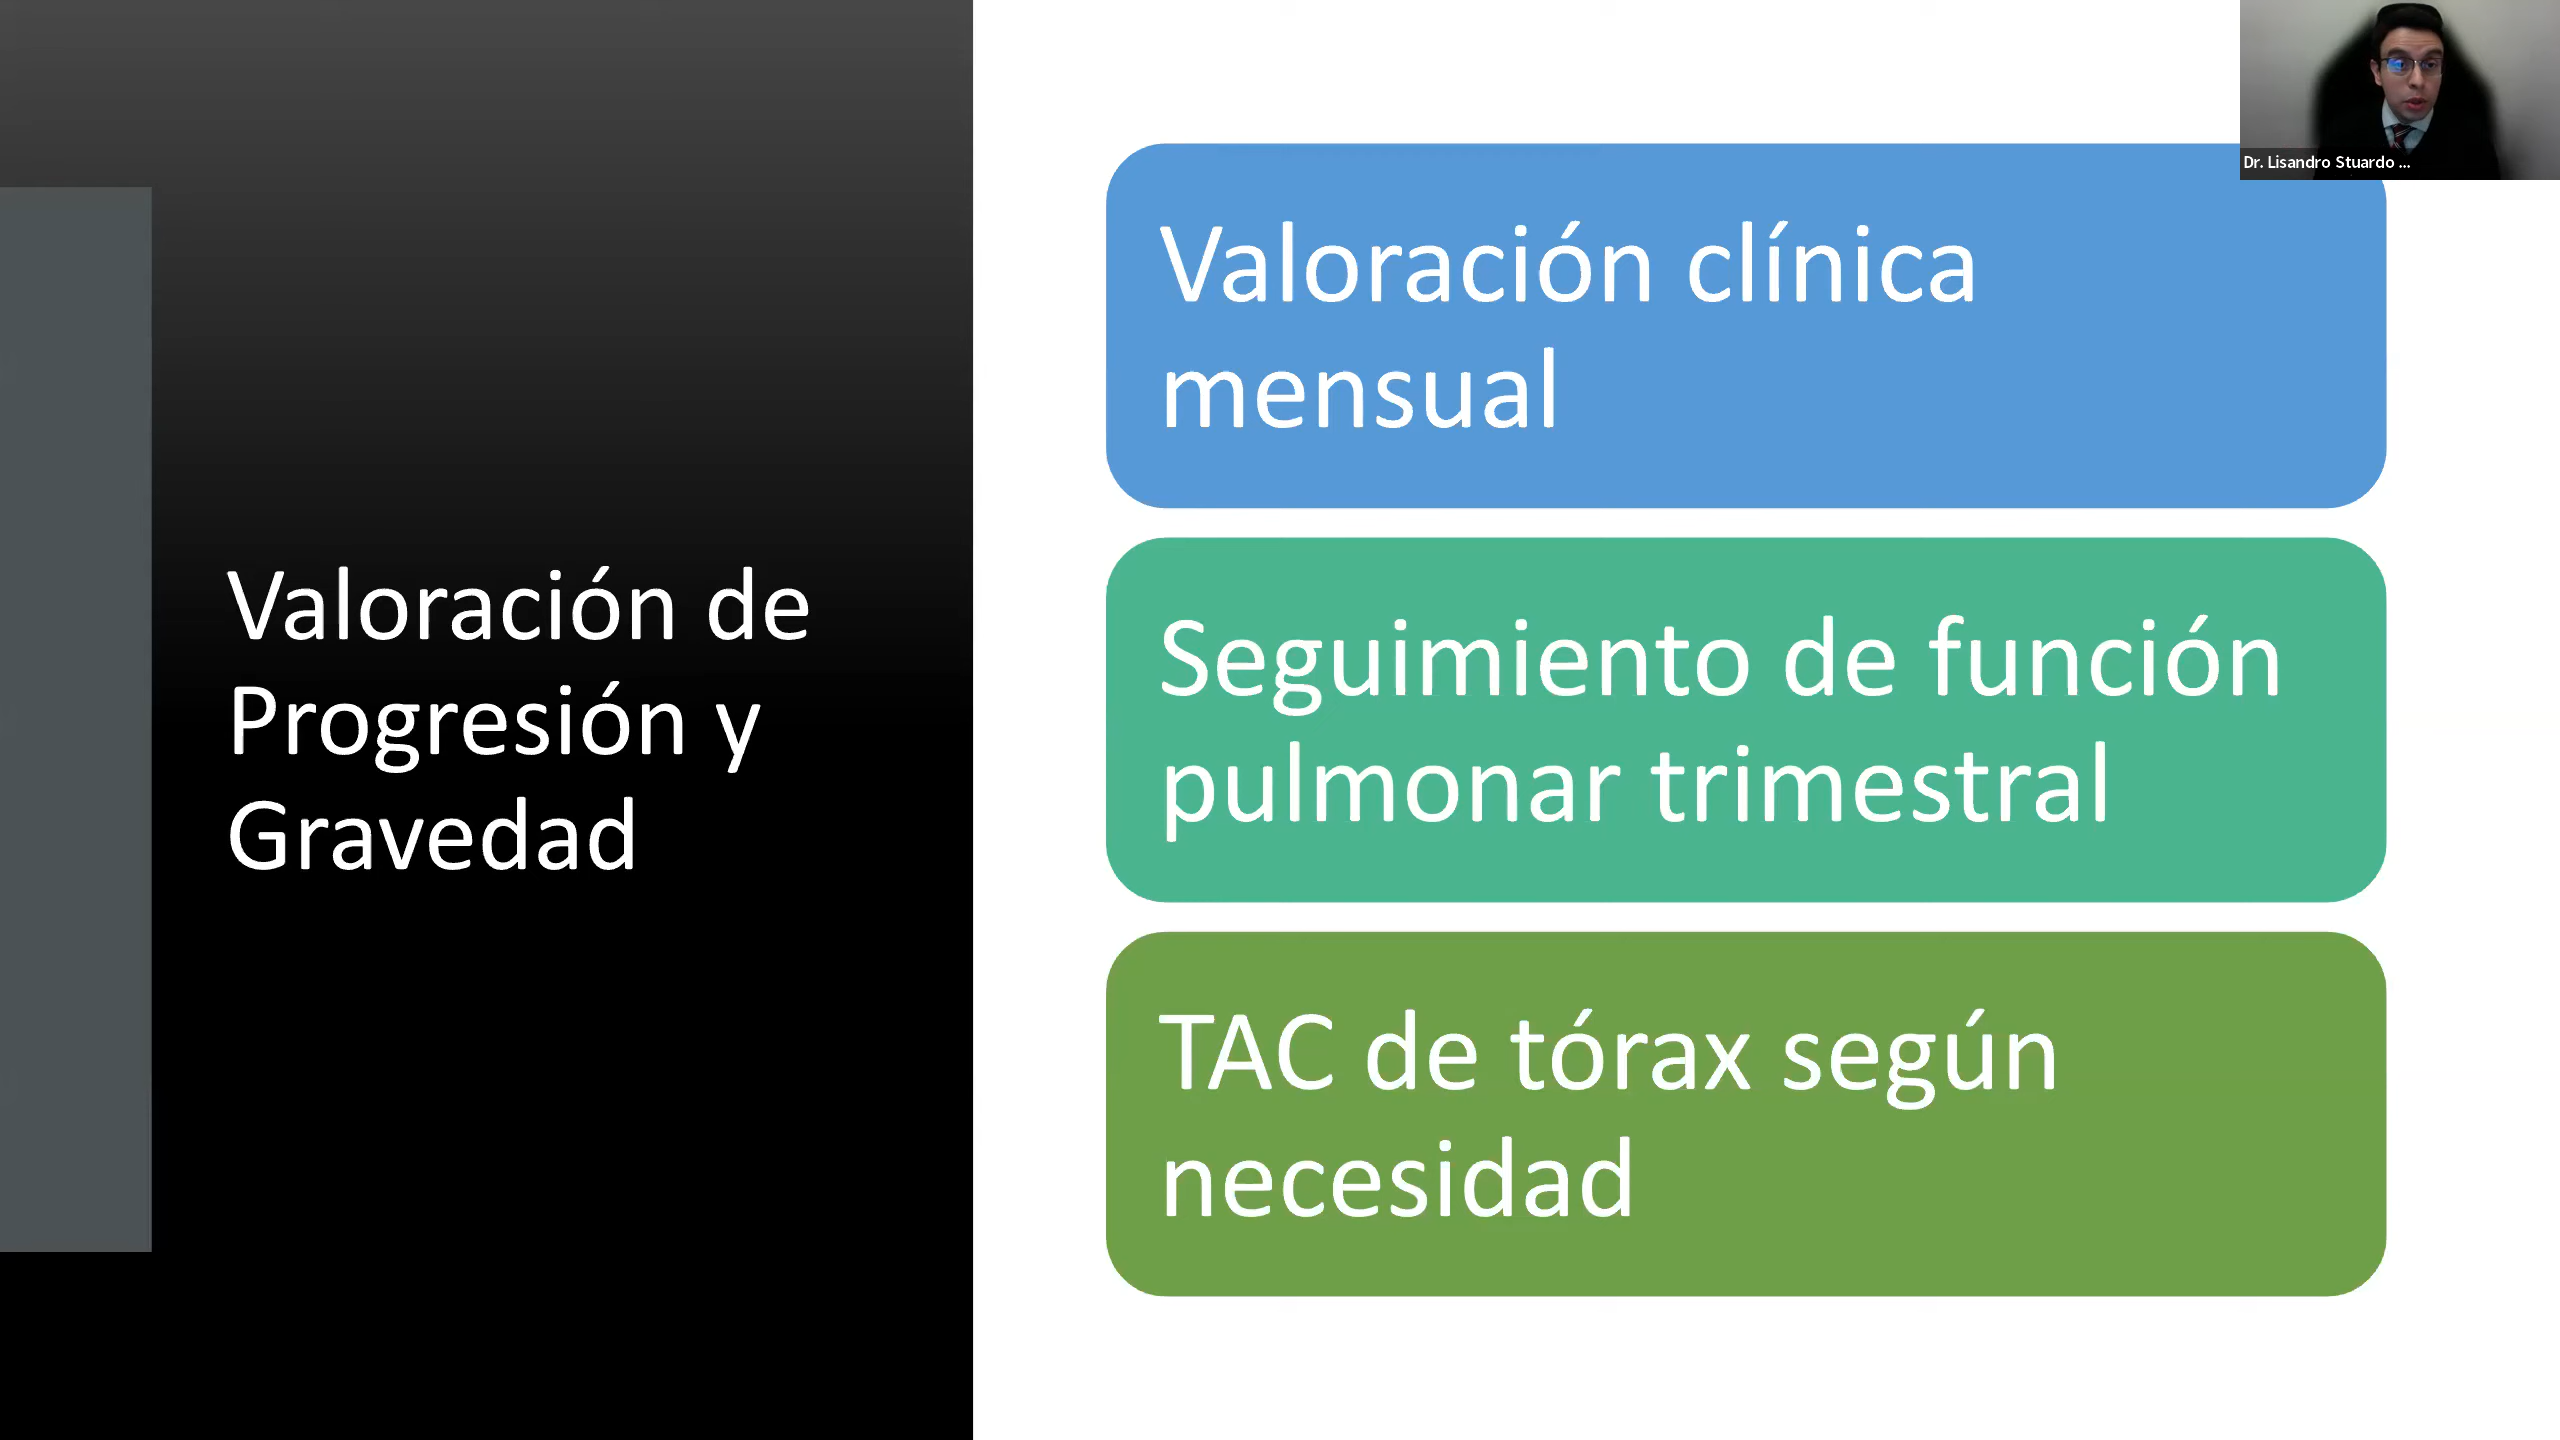 Valoración de
Progresión y
Gravedad
Valoración clínica
mensual
Seguimiento de función
pulmonar trimestral
TAC de tórax según
necesidad
Dr. Lisandro Stuardo ...